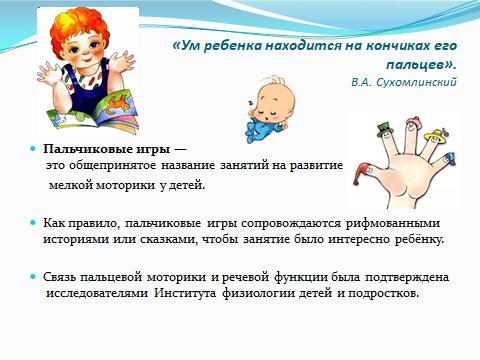 «Ум ребенка находится на кончиках его
пальцев».
В.А. Сухомлинский
Пальчиковые игры —
это общепринятое название занятий на развитие
мелкой моторики у детей.
Как правило, пальчиковые игры сопровождаются рифмованными
историями или сказками, чтобы занятие было интересно ребёнку.
Связь пальцевой моторики и речевой функции была подтверждена
исследователями Института физиологии детей и подростков.